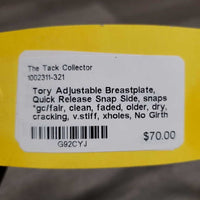 The Tack Collector
1002311-321
Tory Adjustable Breastplate,
Quick Release Snap Side, snaps
*gc/fair, clean, faded, older, dry,
cracking, v.stiff, xholes, No Girth
$70.00
G92CYJ